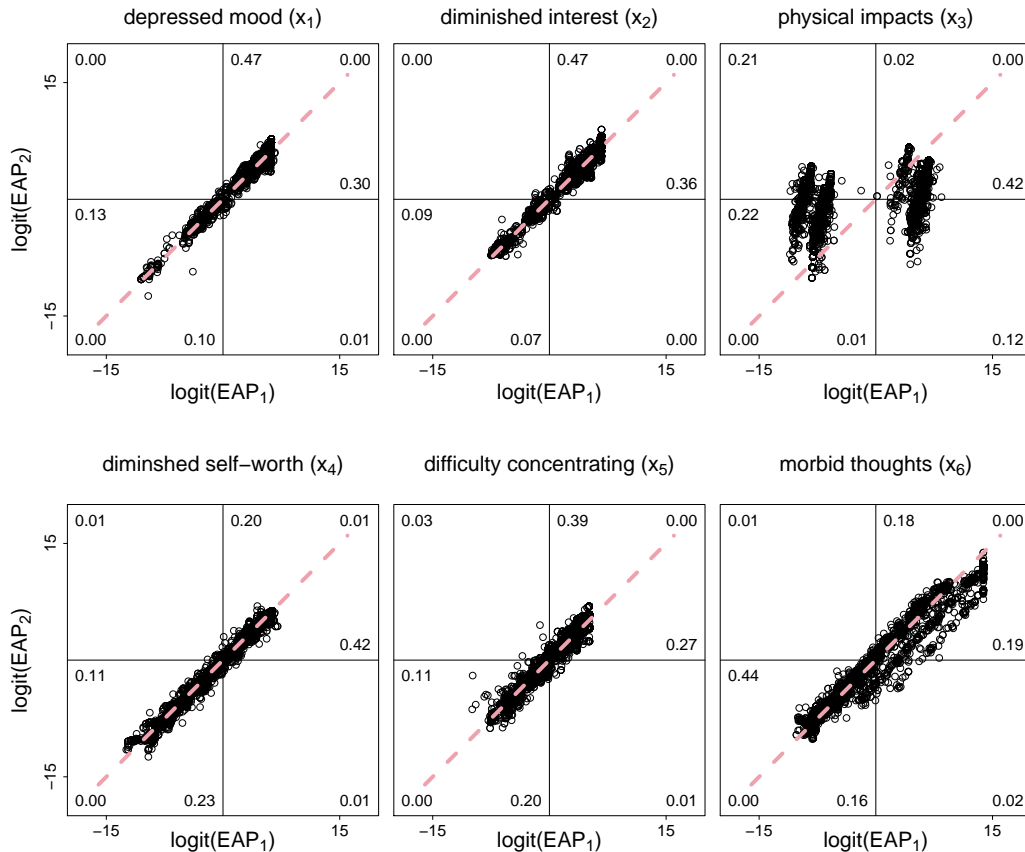 depressed mood (x1)
0.00 0.47 0.00
15
0.30
0.13
−15
0.00 0.10 0.01
−15 15
logit(EAP1)
logit(EAP2)
diminished interest (x2)
0.00 0.47 0.00
0.36
0.09
0.00 0.07 0.00
−15 15
logit(EAP1)
physical impacts (x3)
0.21 0.02 0.00
0.42
0.22
0.00 0.01 0.12
−15 15
logit(EAP1)
diminshed self−worth (x4)
0.01 0.20 0.01
15
0.42
0.11
−15
0.00 0.23 0.01
−15 15
logit(EAP1)
logit(EAP2)
difficulty concentrating (x5)
0.03 0.39 0.00
0.27
0.11
0.00 0.20 0.01
−15 15
logit(EAP1)
morbid thoughts (x6)
0.01 0.18 0.00
0.19
0.44
0.00 0.16 0.02
−15 15
logit(EAP1)